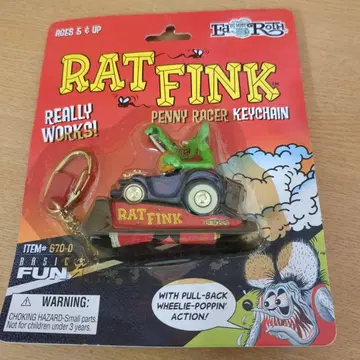 AGES 5 & UP
Ed "BIG DADDY" Roth
RAT FINK
REALLY WORKS!
PENNY RACER KEYCHAIN
RAT FINK
ITEM# 670-0
BASIC FUN
WARNING:
CHOKING HAZARD-Small parts
Not for children under 3 years.
WITH PULL-BACK
WHEELIE-POPPIN'
ACTION!